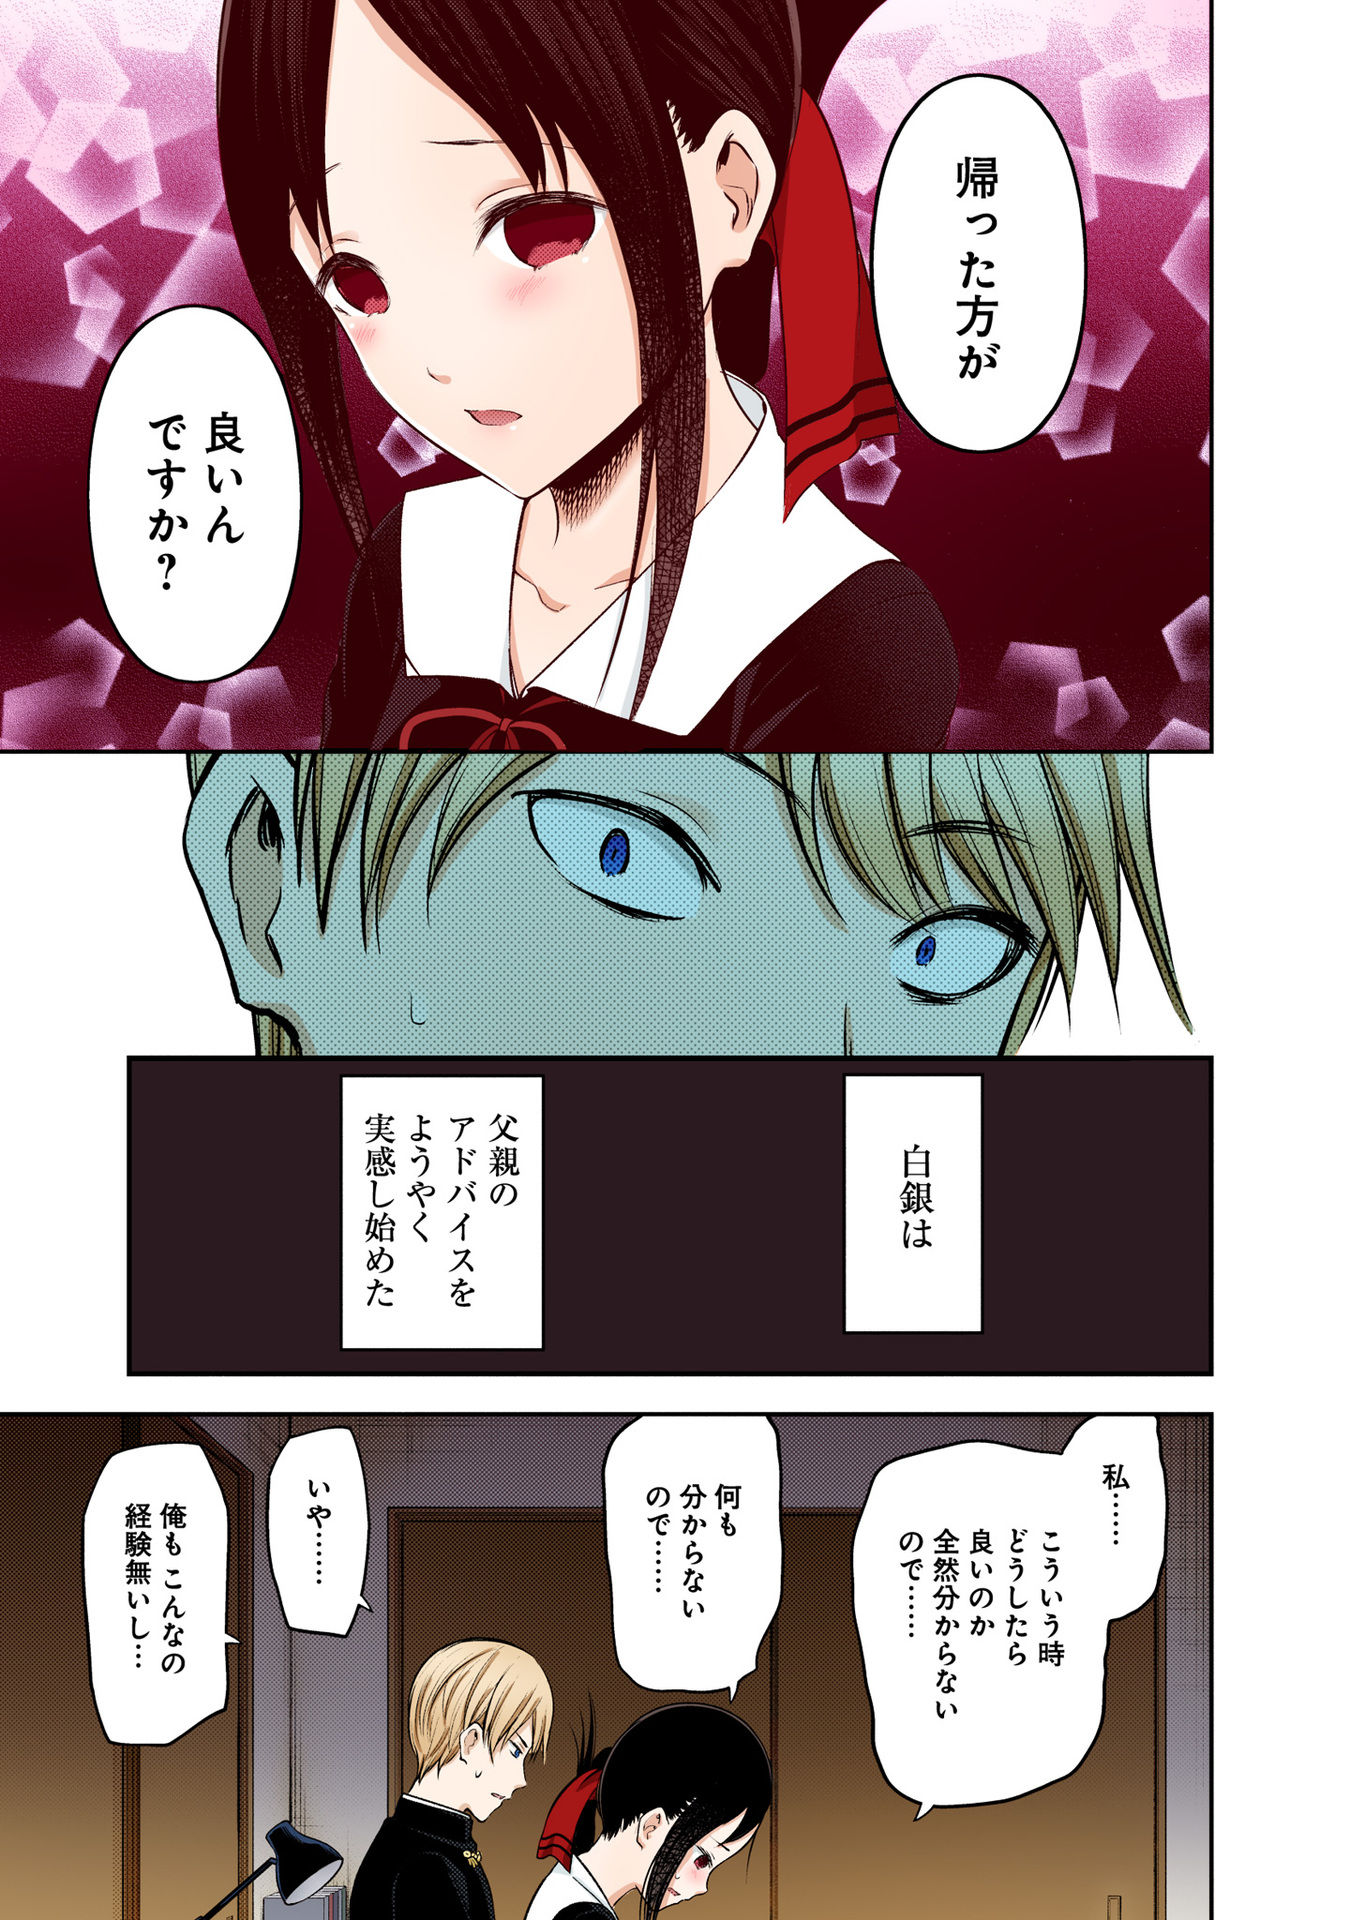 帰った方が
良いん
ですか？
白銀は
父親の
アドバイスを
ようやく
実感し始めた
私……
こういう時
どうしたら
良いのか
全然分からない
ので……
何も
分からない
ので……
いや……
俺もこんなの
経験無いし…